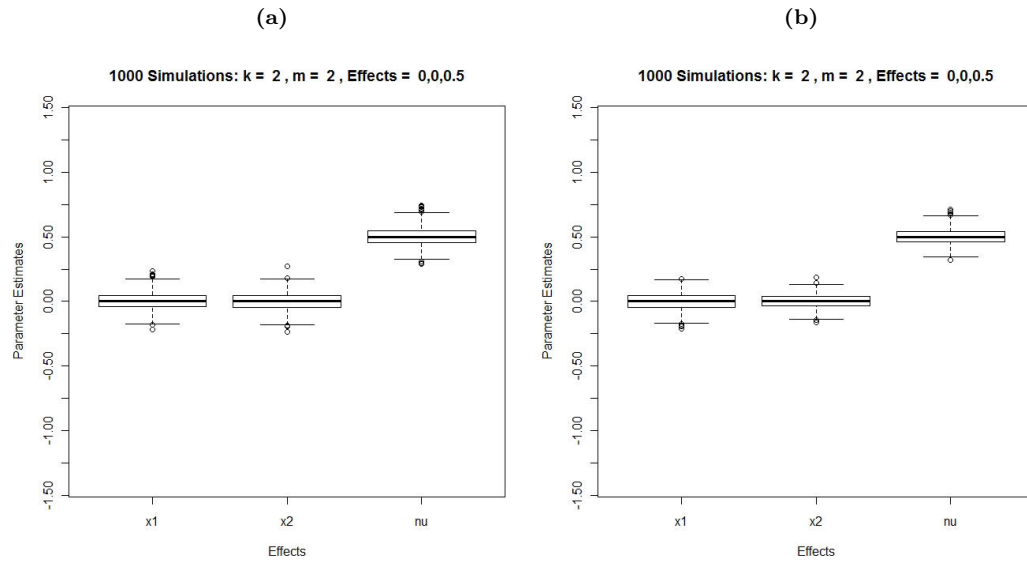 (a)
1000 Simulations: k = 2 , m = 2 , Effects = 0,0,0.5
Parameter Estimates
1.50
1.00
0.50
0.00
-0.50
-1.00
-1.50
x1 x2 nu
Effects
(b)
1000 Simulations: k = 2 , m = 2 , Effects = 0,0,0.5
Parameter Estimates
1.50
1.00
0.50
0.00
-0.50
-1.00
-1.50
x1 x2 nu
Effects